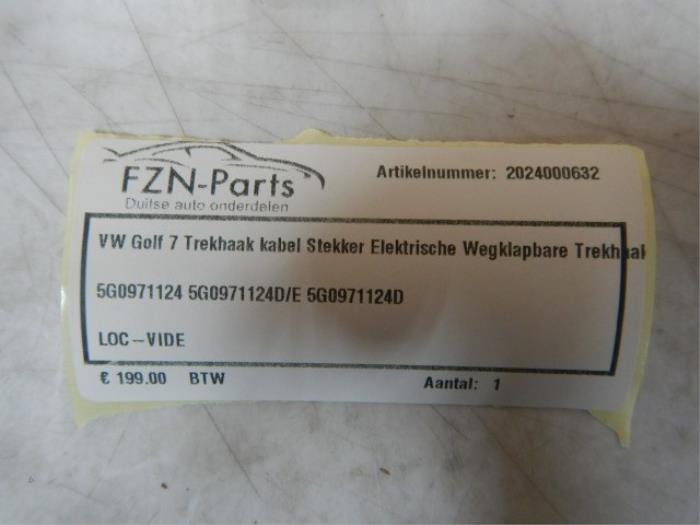 FZN-Parts
Duitse auto onderdelen
Artikelnummer: 2024000632
VW Golf 7 Trekhaak kabel Stekker Elektrische Wegklapbare Trekhaak
5G0971124 5G0971124D/E 5G0971124D
LOC-VIDE
€ 199.00 BTW
Aantal: 1